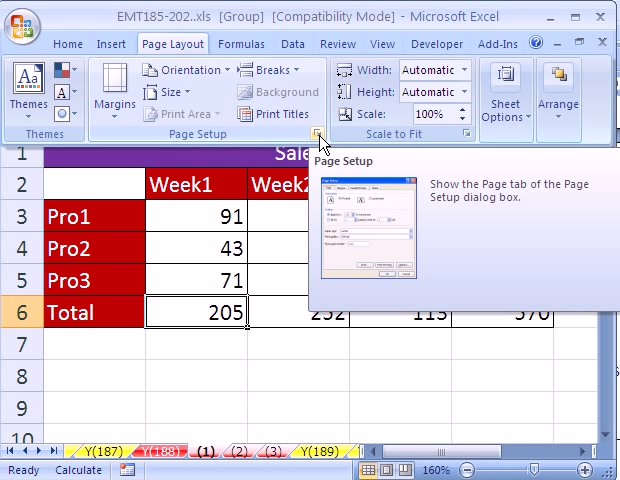 EMT185-202..xls [Group] [Compatibility Mode] - Microsoft Excel
Home Insert Page Layout Formulas Data Review View Developer Add-Ins
Themes
Aa
A
Themes
Margins
Orientation
Size
Print Area
Breaks
Background
Print Titles
Page Setup
Width: Automatic
Height: Automatic
Scale: 100%
Scale to Fit
Sheet
Options
Arrange
Page Setup
Show the Page tab of the Page
Setup dialog box.
1 Sale
2 Week1 Week2
3 Pro1 91
4 Pro2 43
5 Pro3 71
6 Total 205 252 113 570
7
8
9
10
Y(187) Y(188) (1) (2) (3) Y(189)
Ready Calculate 160%